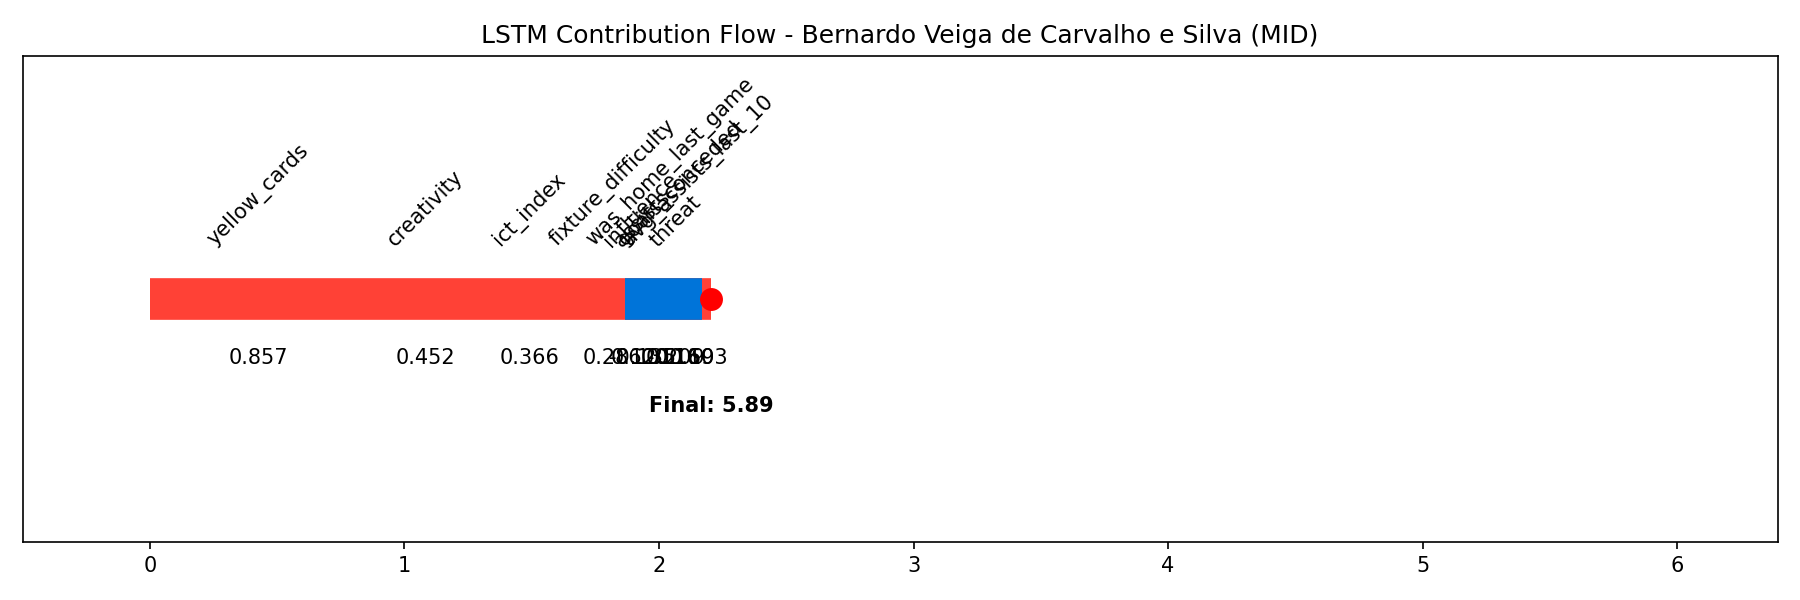 LSTM Contribution Flow - Bernardo Veiga de Carvalho e Silva (MID)
yellow_cards
creativity
ict_index
fixture_difficulty
was_home_last_game
threat
0.857
0.452
0.366
Final: 5.89
0
1
2
3
4
5
6